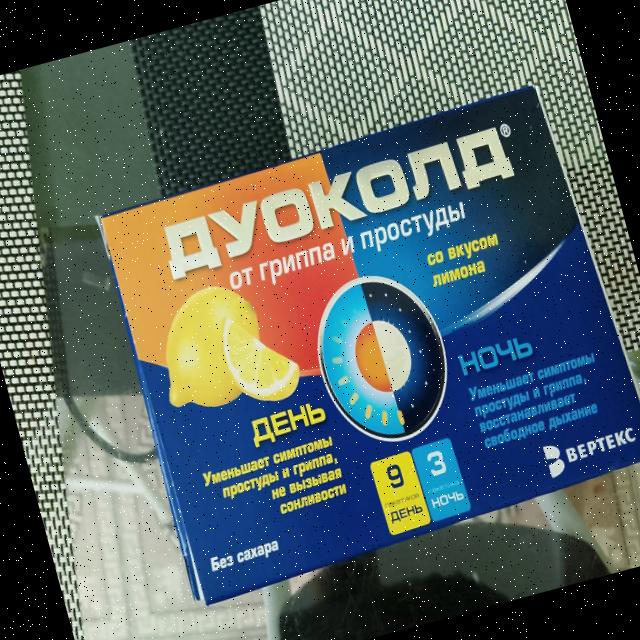 ДУОКОЛД®
от гриппа и простуды
со вкусом
лимона
ДЕНЬ
Уменьшает симптомы
простуды и гриппа,
не вызывая
сонливости
НОЧЬ
Уменьшает симптомы
простуды и гриппа,
восстанавливает
свободное дыхание
9
ДЕНЬ
3
НОЧЬ
ВЕРТЕКС
Без сахара